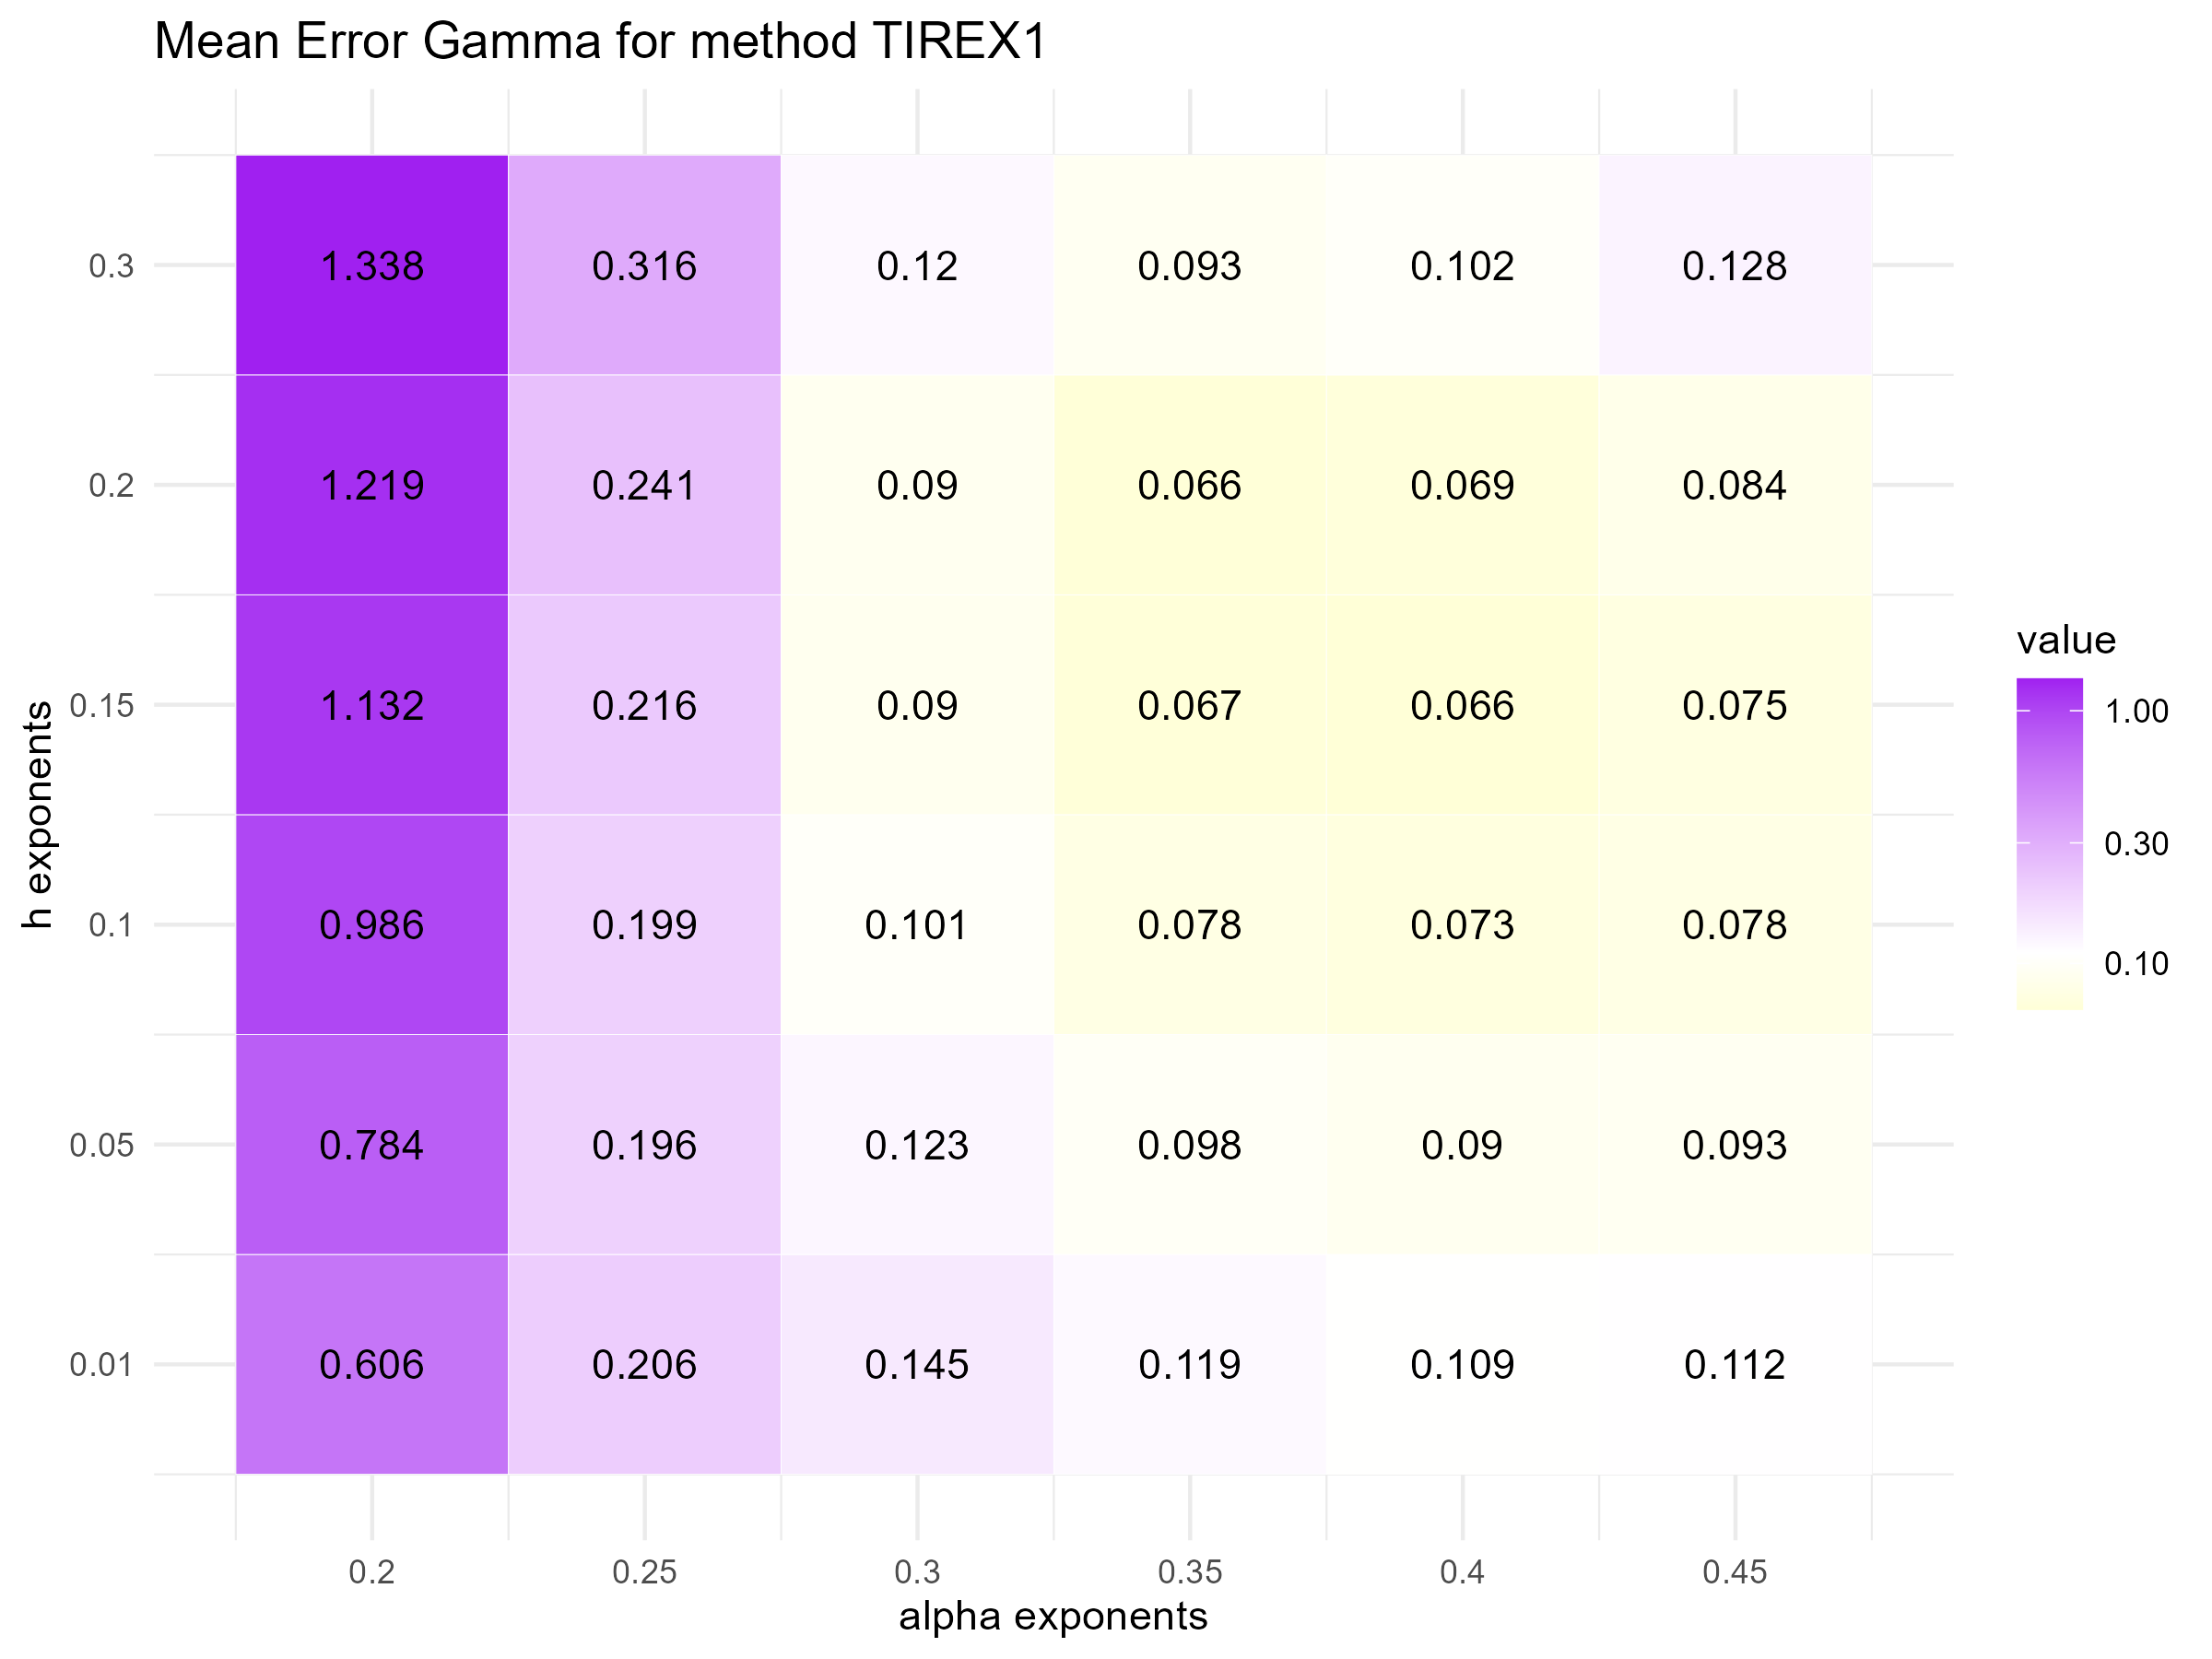 Mean Error Gamma for method TIREX1
h exponents
0.3 1.338 0.316 0.12 0.093 0.102 0.128
0.2 1.219 0.241 0.09 0.066 0.069 0.084
0.15 1.132 0.216 0.09 0.067 0.066 0.075
0.1 0.986 0.199 0.101 0.078 0.073 0.078
0.05 0.784 0.196 0.123 0.098 0.09 0.093
0.01 0.606 0.206 0.145 0.119 0.109 0.112
0.2 0.25 0.3 0.35 0.4 0.45
alpha exponents
value
1.00
0.30
0.10